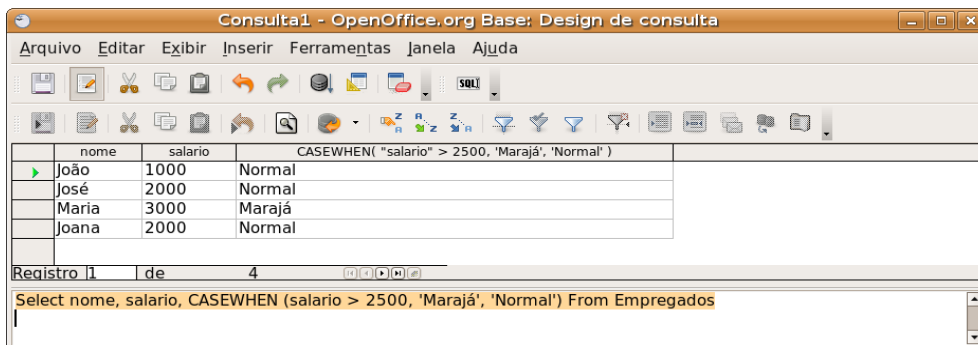 Consulta1 - OpenOffice.org Base: Design de consulta
Arquivo Editar Exibir Inserir Ferramentas Janela Ajuda
SQL
nome salario CASEWHEN( "salario" > 2500, 'Marajá', 'Normal' )
João 1000 Normal
José 2000 Normal
Maria 3000 Marajá
Joana 2000 Normal
Registro 1 de 4
Select nome, salario, CASEWHEN (salario > 2500, 'Marajá', 'Normal') From Empregados